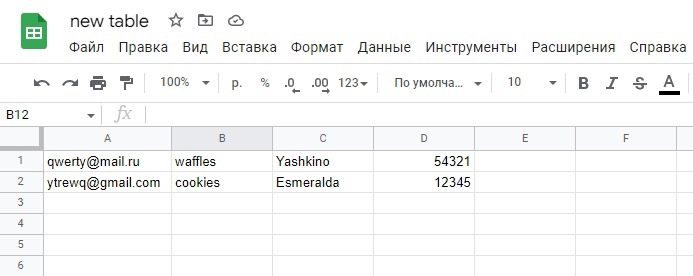 new table
Файл Правка Вид Вставка Формат Данные Инструменты Расширения Справка
100% р. % .0 .00 123 По умолча... 10 B I S A
B12 fx
A B C D E F
1 qwerty@mail.ru waffles Yashkino 54321
2 ytrewq@gmail.com cookies Esmeralda 12345
3
4
5
6